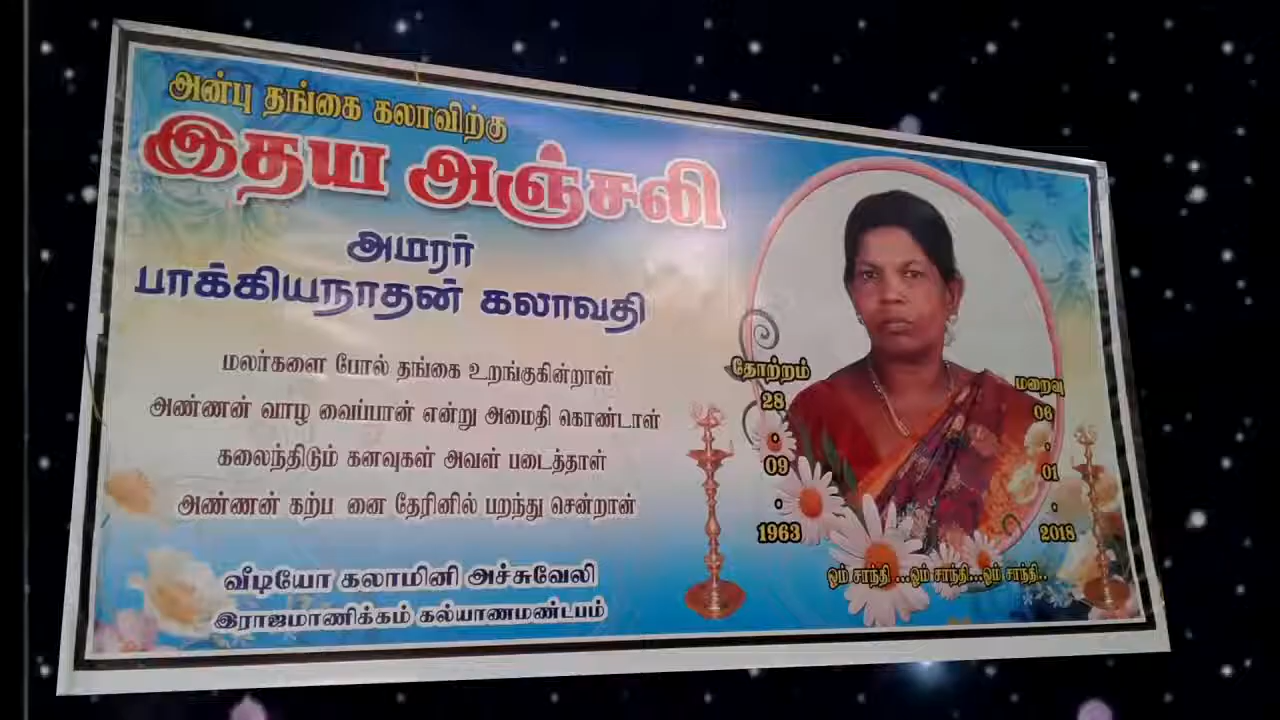 அன்பு தங்கை கலாவிற்கு
இதய அஞ்சலி
அமரர்
பாக்கியநாதன் கலாவதி
மலர்களை போல் தங்கை உறங்குகின்றாள்
அண்ணன் வாழ வைப்பான் என்று அமைதி கொண்டாள்
கலைந்திடும் கனவுகள் அவள் படைத்தாள்
அண்ணன் கற்ப னை தேரினில் பறந்து சென்றாள்
வீடியோ கலாமினி அச்சுவேலி
இராஜமாணிக்கம் கல்யாணமண்டபம்
தோற்றம்
28
.
09
.
1963
மறைவு
06
.
01
.
2018
ஓம் சாந்தி ...ஓம் சாந்தி...ஓம் சாந்தி..